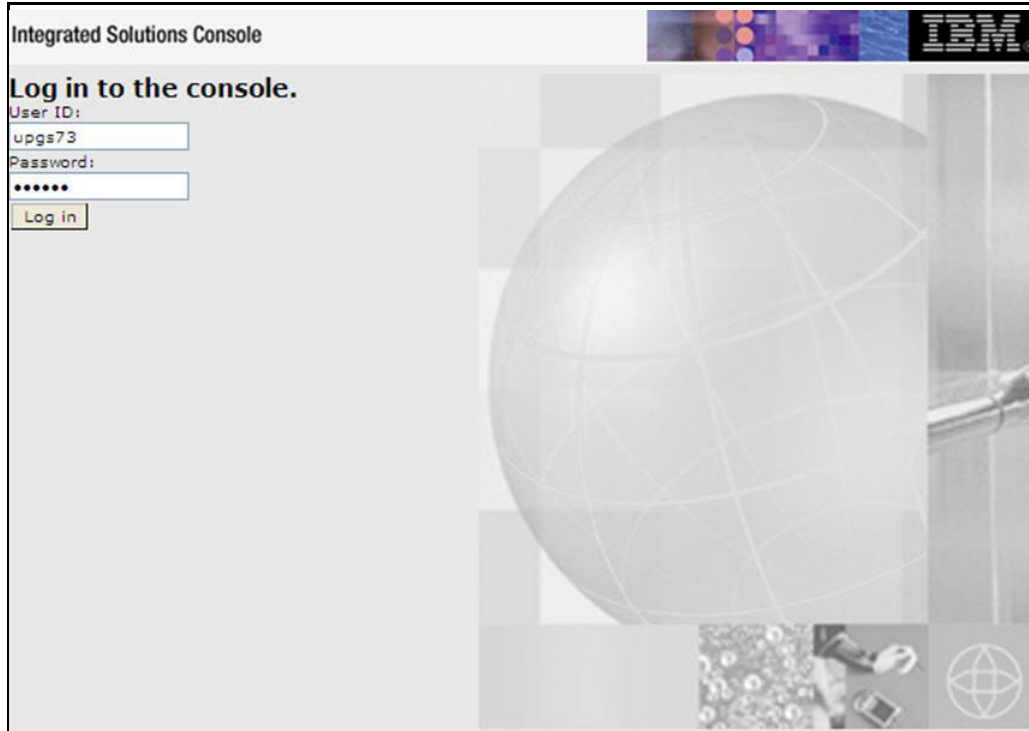 Integrated Solutions Console
IBM.
Log in to the console.
User ID:
upgs73
Password:
••••••
Log in